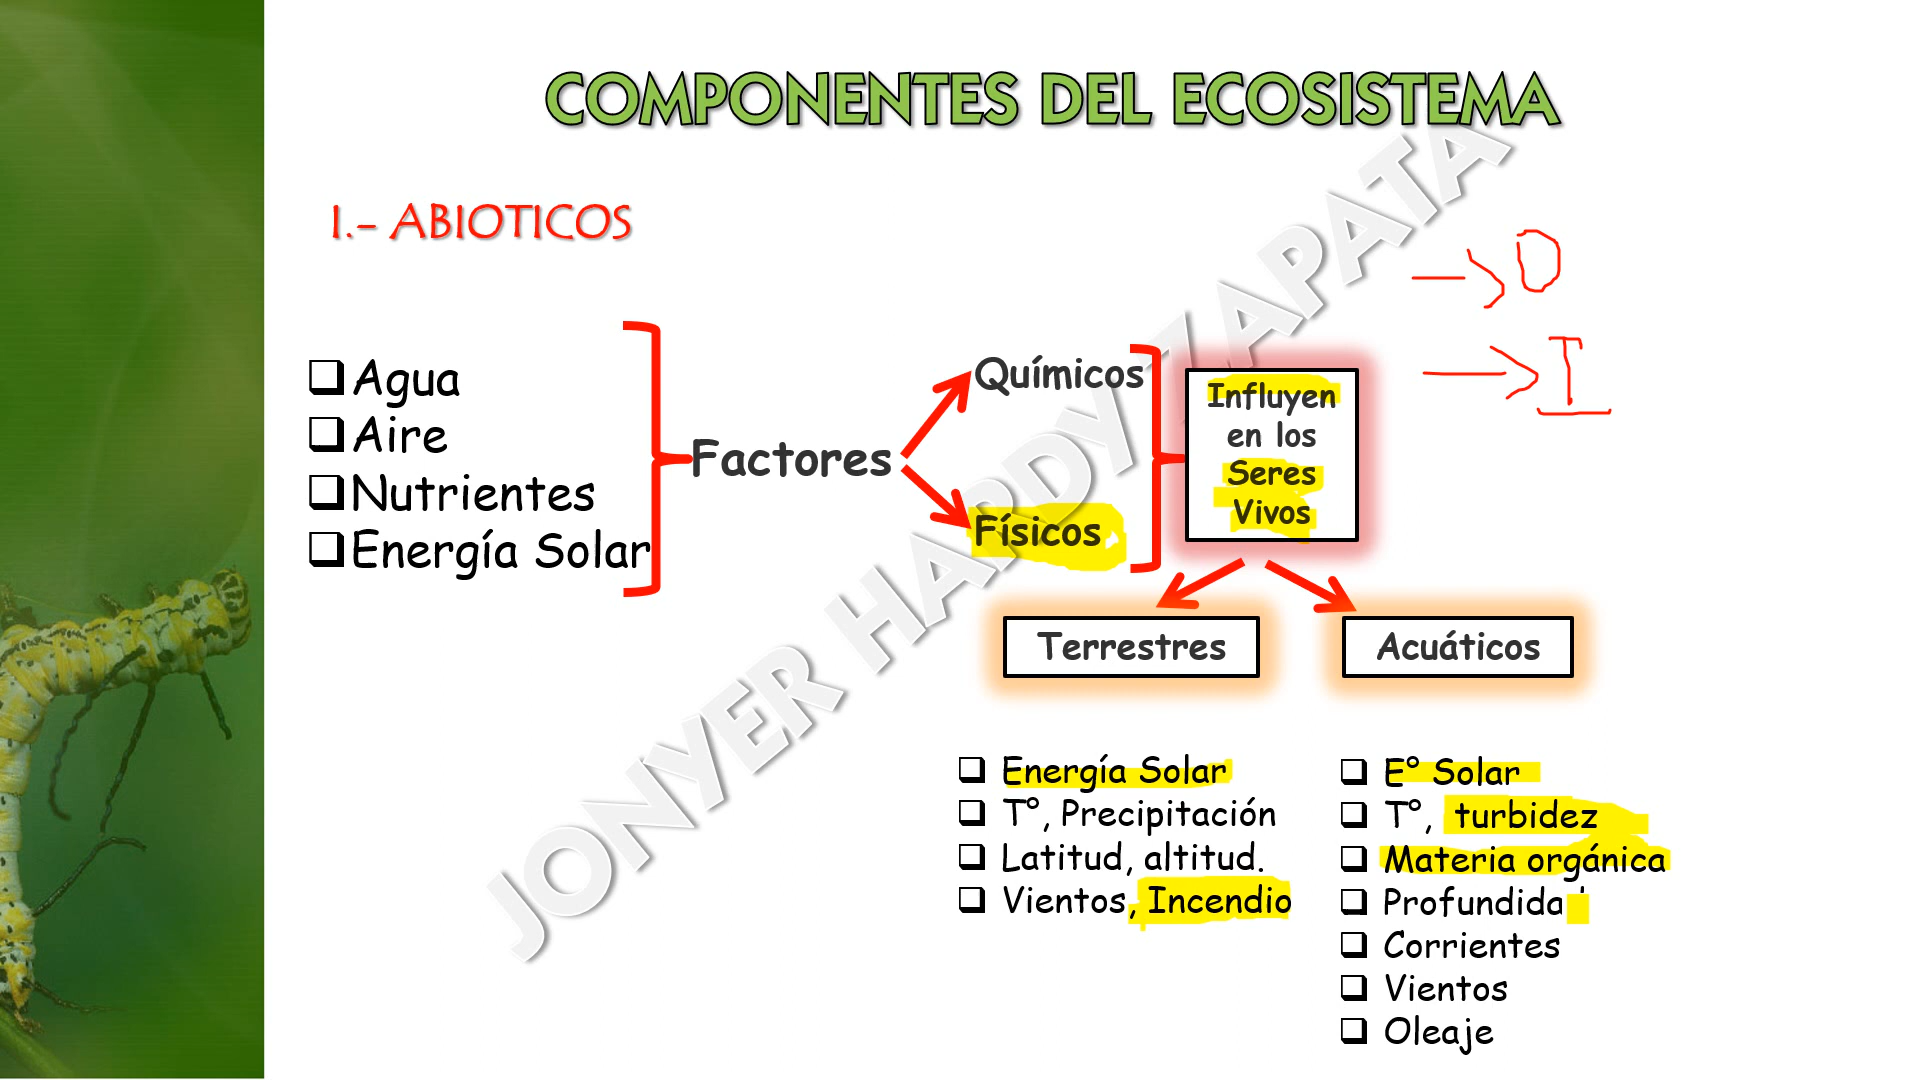 COMPONENTES DEL ECOSISTEMA
I.- ABIOTICOS
→ O
→ I
Agua
Aire
Nutrientes
Energía Solar
Factores
Químicos
Físicos
Influyen
en los
Seres
Vivos
Terrestres
Acuáticos
Energía Solar
T°, Precipitación
Latitud, altitud.
Vientos, Incendio
E° Solar
T°, turbidez
Materia orgánica
Profundida
Corrientes
Vientos
Oleaje
JONYER HARDY ZAPATA